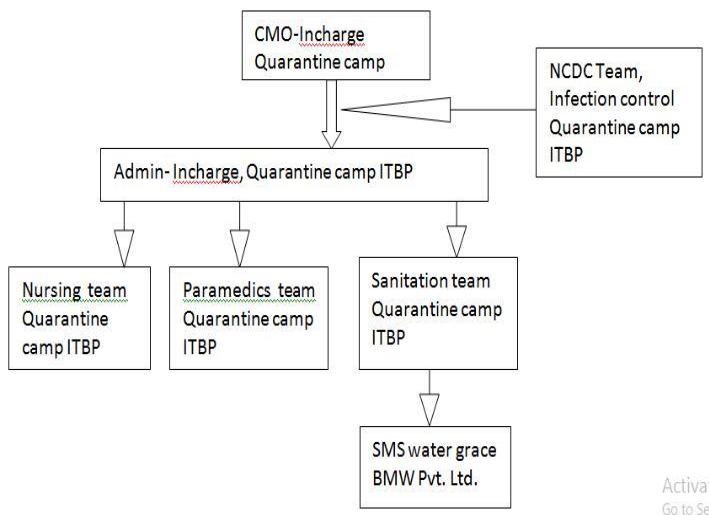 CMO-Incharge
Quarantine camp
NCDC Team,
Infection control
Quarantine camp
ITBP
Admin- Incharge, Quarantine camp ITBP
Nursing team
Quarantine
camp ITBP
Paramedics team
Quarantine camp
ITBP
Sanitation team
Quarantine camp
ITBP
SMS water grace
BMW Pvt. Ltd.
Activa
Go to Se